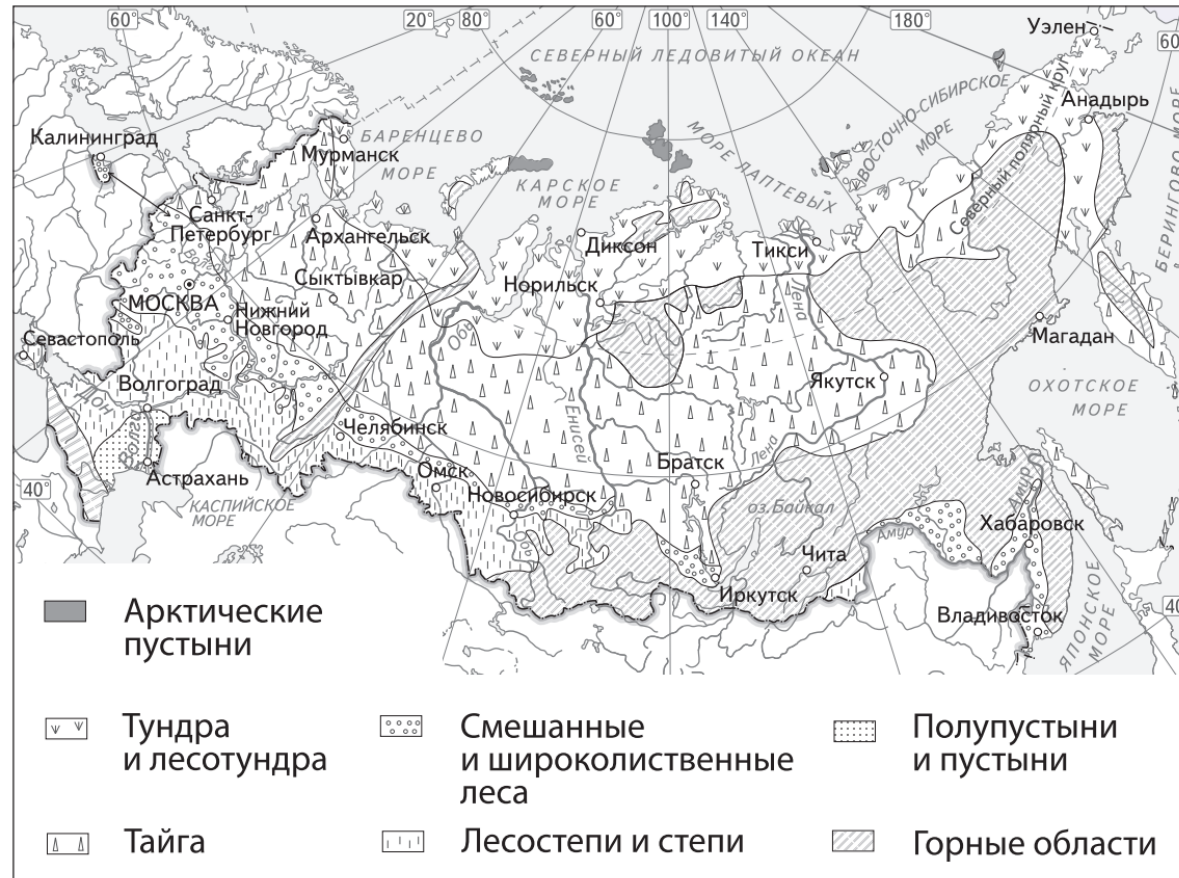 60°
20°
80°
60°
100°
140°
180°
60
Уэлен
СЕВЕРНЫЙ ЛЕДОВИТЫЙ ОКЕАН
Северный полярный круг
Анадырь
ВОСТОЧНО-СИБИРСКОЕ
МОРЕ
БЕРИНГОВО МОРЕ
Калининград
БАРЕНЦЕВО
МОРЕ
Мурманск
МОРЕ ЛАПТЕВЫХ
КАРСКОЕ
МОРЕ
Санкт-
Петербург
Архангельск
Диксон
Тикси
Сыктывкар
Норильск
Лена
МОСКВА
Нижний
Новгород
Обь
Магадан
Севастополь
Волгоград
Якутск
ОХОТСКОЕ
МОРЕ
Дон
Волга
Челябинск
Енисей
Лена
Братск
Астрахань
Омск
Новосибирск
40°
КАСПИЙСКОЕ
МОРЕ
оз. Байкал
Амур
Амур
Хабаровск
Чита
Иркутск
Владивосток
ЯПОНСКОЕ
МОРЕ
40
Арктические
пустыни
Тундра
и лесотундра
Смешанные
и широколиственные
леса
Полупустыни
и пустыни
Тайга
Лесостепи и степи
Горные области